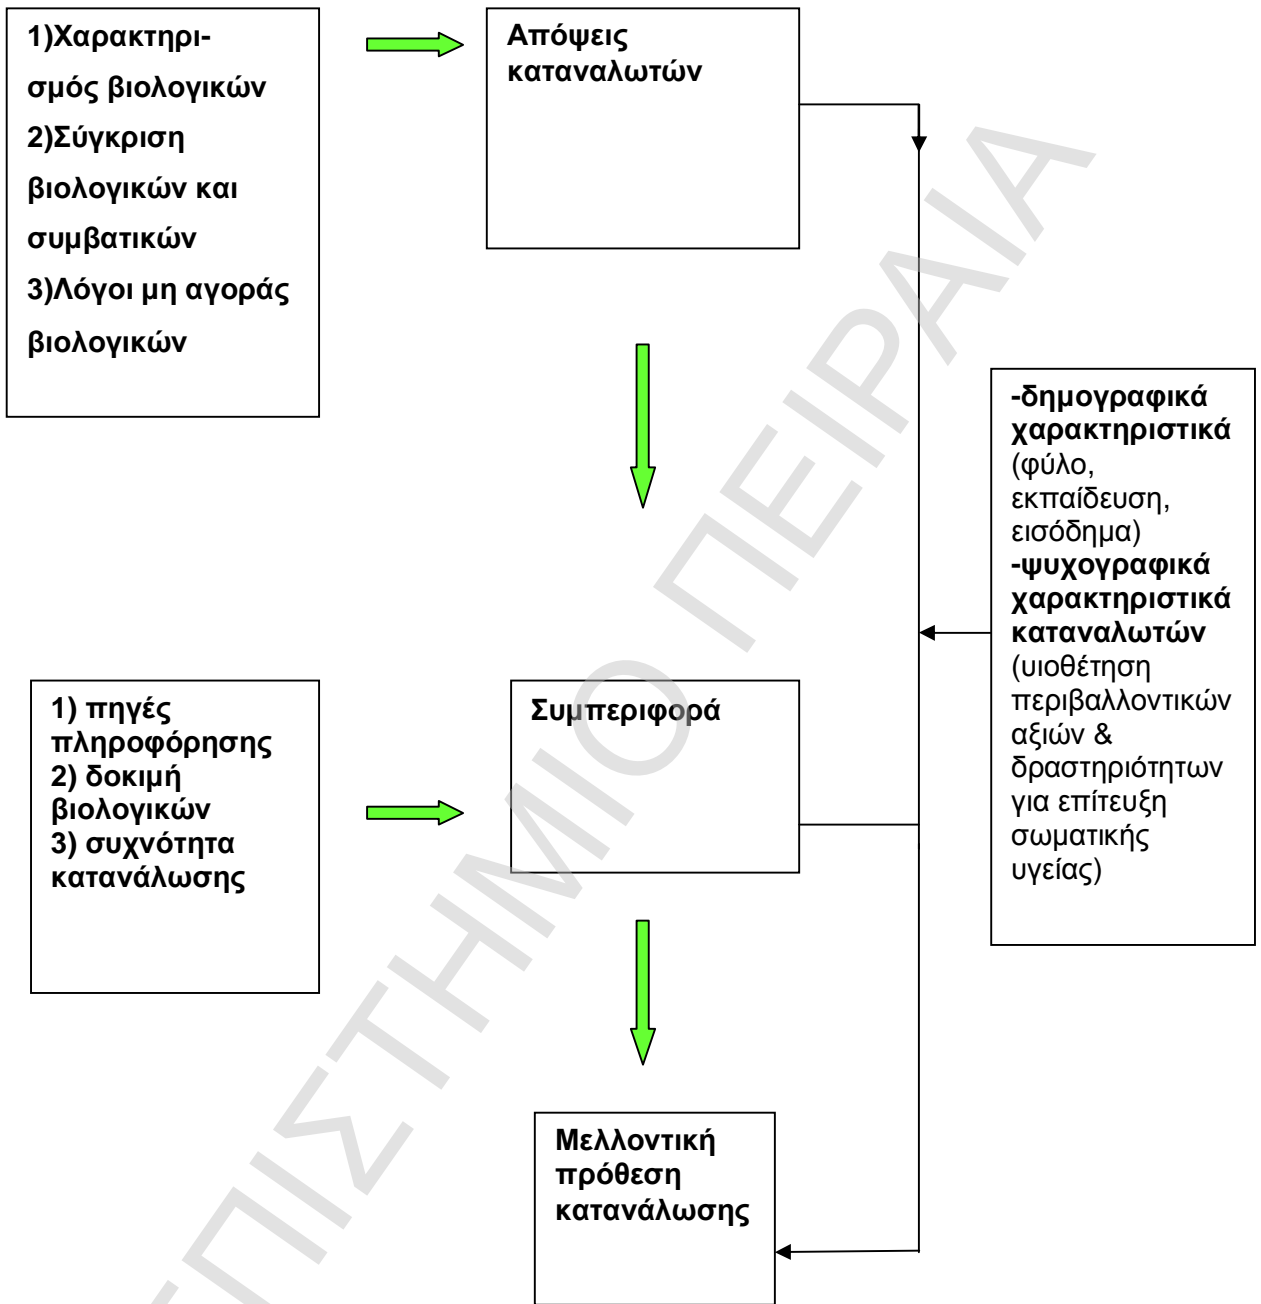 1)Χαρακτηρι-
σμός βιολογικών
2)Σύγκριση
βιολογικών και
συμβατικών
3)Λόγοι μη αγοράς
βιολογικών
Απόψεις
καταναλωτών
-δημογραφικά
χαρακτηριστικά
(φύλο,
εκπαίδευση,
εισόδημα)
-ψυχογραφικά
χαρακτηριστικά
καταναλωτών
(υιοθέτηση
περιβαλλοντικών
αξιών &
δραστηριότητων
για επίτευξη
σωματικής
υγείας)
1) πηγές
πληροφόρησης
2) δοκιμή
βιολογικών
3) συχνότητα
κατανάλωσης
Συμπεριφορά
Μελλοντική
πρόθεση
κατανάλωσης
ΕΠΙΣΤΗΜΙΟ ΠΕΙΡΑΙΑ